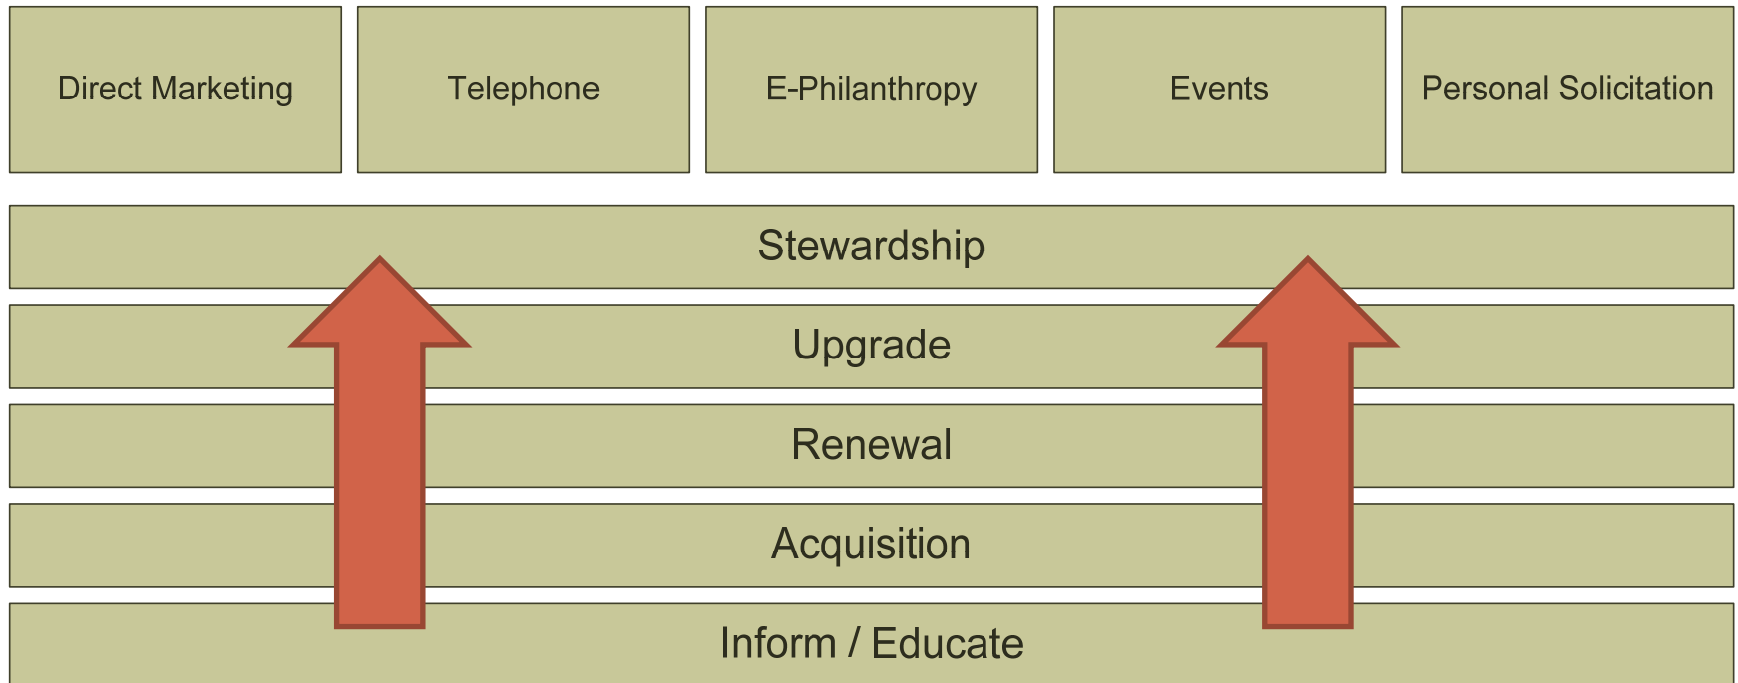 Direct Marketing
Telephone
E-Philanthropy
Events
Personal Solicitation
Stewardship
Upgrade
Renewal
Acquisition
Inform / Educate